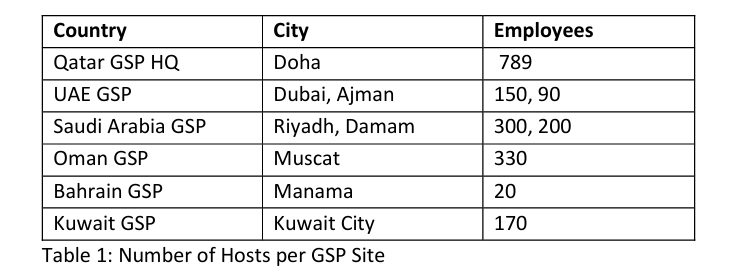 Country City Employees
Qatar GSP HQ Doha 789
UAE GSP Dubai, Ajman 150, 90
Saudi Arabia GSP Riyadh, Damam 300, 200
Oman GSP Muscat 330
Bahrain GSP Manama 20
Kuwait GSP Kuwait City 170
Table 1: Number of Hosts per GSP Site